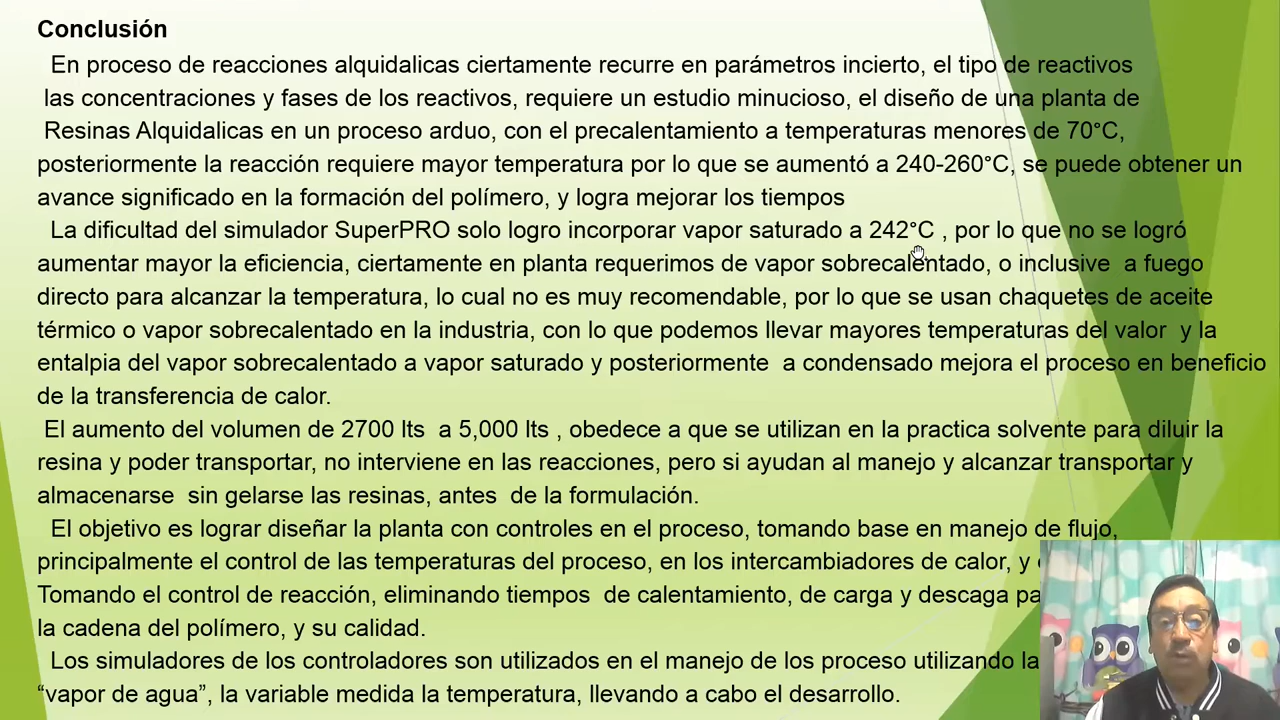 Conclusión
En proceso de reacciones alquidalicas ciertamente recurre en parámetros incierto, el tipo de reactivos
las concentraciones y fases de los reactivos, requiere un estudio minucioso, el diseño de una planta de
Resinas Alquidalicas en un proceso arduo, con el precalentamiento a temperaturas menores de 70°C,
posteriormente la reacción requiere mayor temperatura por lo que se aumentó a 240-260°C, se puede obtener un
avance significado en la formación del polímero, y logra mejorar los tiempos
La dificultad del simulador SuperPRO solo logro incorporar vapor saturado a 242°C , por lo que no se logró
aumentar mayor la eficiencia, ciertamente en planta requerimos de vapor sobrecalentado, o inclusive a fuego
directo para alcanzar la temperatura, lo cual no es muy recomendable, por lo que se usan chaquetes de aceite
térmico o vapor sobrecalentado en la industria, con lo que podemos llevar mayores temperaturas del valor y la
entalpia del vapor sobrecalentado a vapor saturado y posteriormente a condensado mejora el proceso en beneficio
de la transferencia de calor.
El aumento del volumen de 2700 lts a 5,000 lts , obedece a que se utilizan en la practica solvente para diluir la
resina y poder transportar, no interviene en las reacciones, pero si ayudan al manejo y alcanzar transportar y
almacenarse sin gelarse las resinas, antes de la formulación.
El objetivo es lograr diseñar la planta con controles en el proceso, tomando base en manejo de flujo,
principalmente el control de las temperaturas del proceso, en los intercambiadores de calor, y
Tomando el control de reacción, eliminando tiempos de calentamiento, de carga y descaga
la cadena del polímero, y su calidad.
Los simuladores de los controladores son utilizados en el manejo de los proceso utilizando la
“vapor de agua”, la variable medida la temperatura, llevando a cabo el desarrollo.